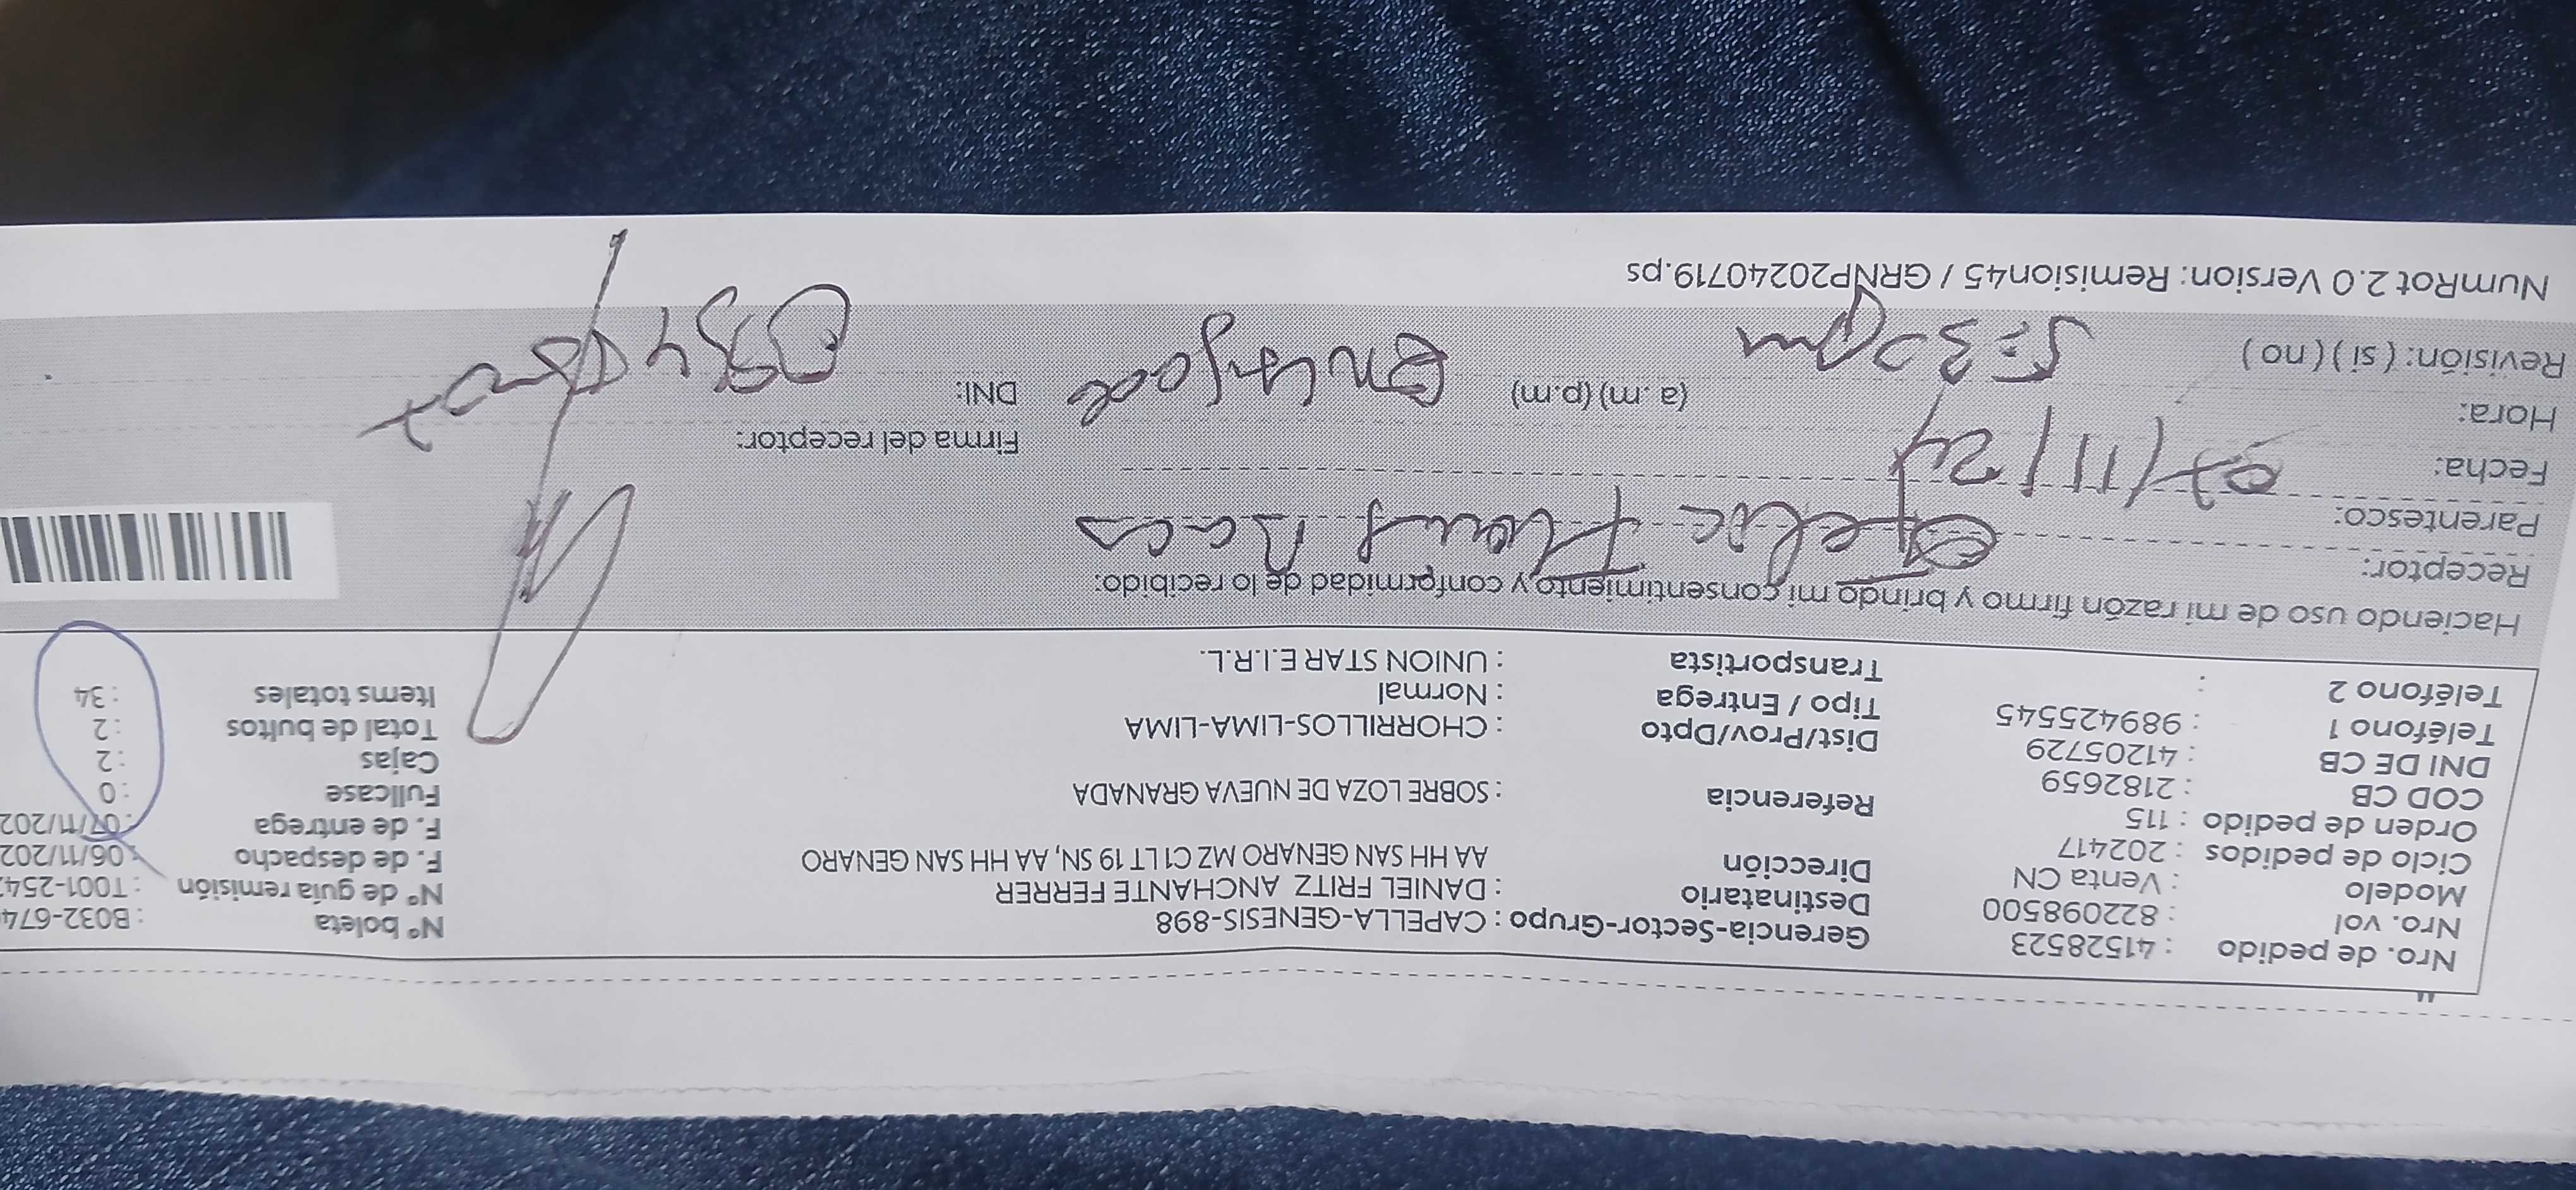 Nro. de pedido : 41528523
Nro. vol : 822098500
Modelo : Venta CN
Ciclo de pedidos : 202417
Orden de pedido : 115
COD CB : 2182659
DNI DE CB : 41205729
Teléfono 1 : 989425545
Teléfono 2 :
Gerencia-Sector-Grupo : CAPELLA-GENESIS-898
Destinatario : DANIEL FRITZ ANCHANTE FERRER
Dirección AA HH SAN GENARO MZ C1 LT 19 SN, AA HH SAN GENARO
Referencia : SOBRE LOZA DE NUEVA GRANADA
Dist/Prov/Dpto : CHORRILLOS-LIMA-LIMA
Tipo / Entrega : Normal
Transportista : UNION STAR E.I.R.L.
N° boleta : B032-674
N° de guía remisión : T001-254
F. de despacho : 06/11/202
F. de entrega : 07/11/202
Fullcase : 0
Cajas : 2
Total de bultos : 2
Items totales : 34
Haciendo uso de mi razón firmo y brindo mi consentimiento y conformidad de lo recibido:
Receptor:
Parentesco:
Fecha: 07/11/24
Hora: 5:30 pm (a .m) (p.m) DNI:
Firma del receptor:
Revisión: ( si ) ( no )
NumRot 2.0 Version: Remision45 / GRNP20240719.ps